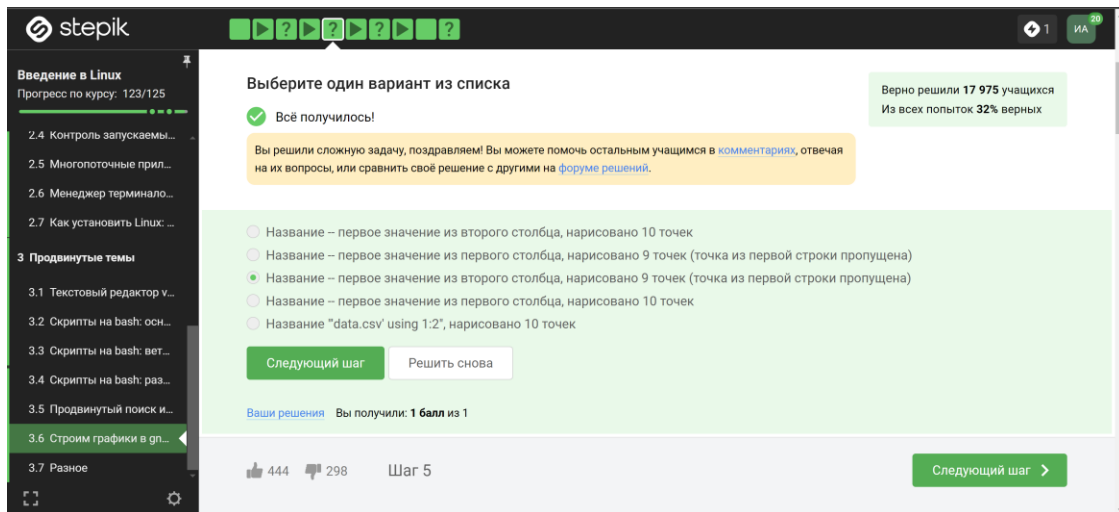 stepik
1
ИА
20
Введение в Linux
Прогресс по курсу: 123/125
2.4 Контроль запускаемы...
2.5 Многопоточные прил...
2.6 Менеджер терминало...
2.7 Как установить Linux: ...
3 Продвинутые темы
3.1 Текстовый редактор v...
3.2 Скрипты на bash: осн...
3.3 Скрипты на bash: вет...
3.4 Скрипты на bash: раз...
3.5 Продвинутый поиск и...
3.6 Строим графики в gn...
3.7 Разное
Выберите один вариант из списка
Всё получилось!
Верно решили 17 975 учащихся
Из всех попыток 32% верных
Вы решили сложную задачу, поздравляем! Вы можете помочь остальным учащимся в комментариях, отвечая
на их вопросы, или сравнить своё решение с другими на форуме решений.
Название – первое значение из второго столбца, нарисовано 10 точек
Название – первое значение из первого столбца, нарисовано 9 точек (точка из первой строки пропущена)
Название – первое значение из второго столбца, нарисовано 9 точек (точка из первой строки пропущена)
Название – первое значение из первого столбца, нарисовано 10 точек
Название "'data.csv' using 1:2", нарисовано 10 точек
Следующий шаг
Решить снова
Ваши решения Вы получили: 1 балл из 1
444 298 Шаг 5
Следующий шаг